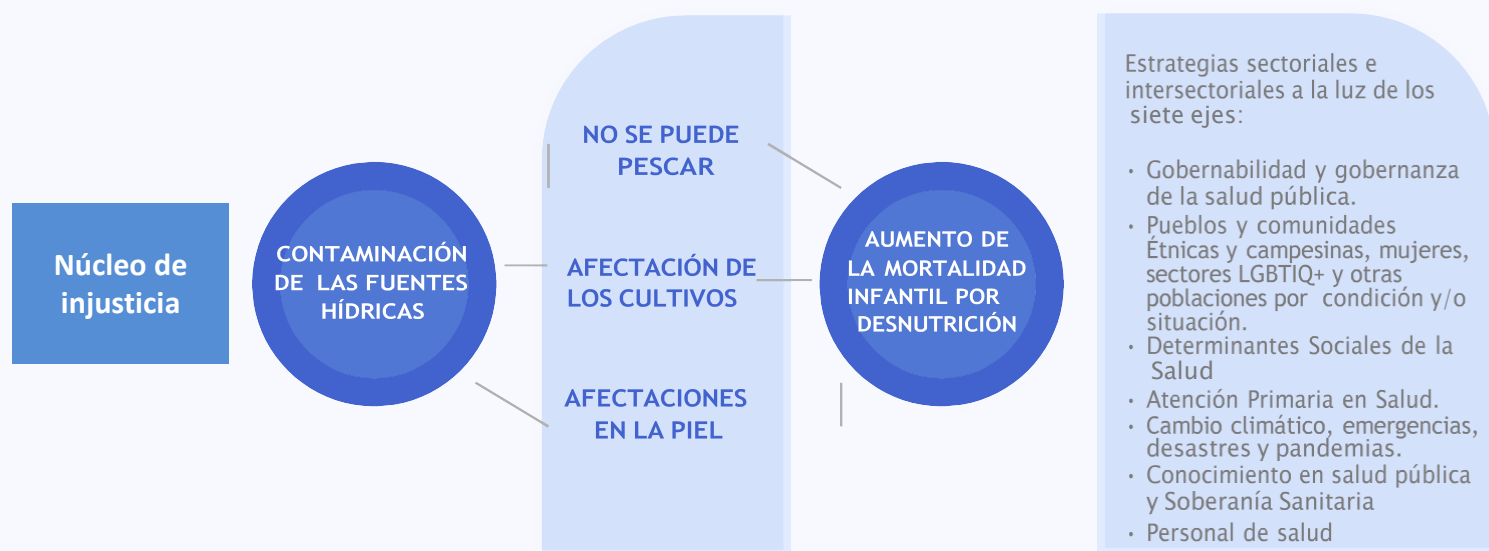 Núcleo de
injusticia
CONTAMINACIÓN
DE LAS FUENTES
HÍDRICAS
NO SE PUEDE
PESCAR
AFECTACIÓN DE
LOS CULTIVOS
AFECTACIONES
EN LA PIEL
AUMENTO DE
LA MORTALIDAD
INFANTIL POR
DESNUTRICIÓN
Estrategias sectoriales e
intersectoriales a la luz de los
siete ejes:
· Gobernabilidad y gobernanza
de la salud pública.
· Pueblos y comunidades
Étnicas y campesinas, mujeres,
sectores LGBTIQ+ y otras
poblaciones por condición y/o
situación.
· Determinantes Sociales de la
Salud
· Atención Primaria en Salud.
· Cambio climático, emergencias,
desastres y pandemias.
· Conocimiento en salud pública
y Soberanía Sanitaria
· Personal de salud